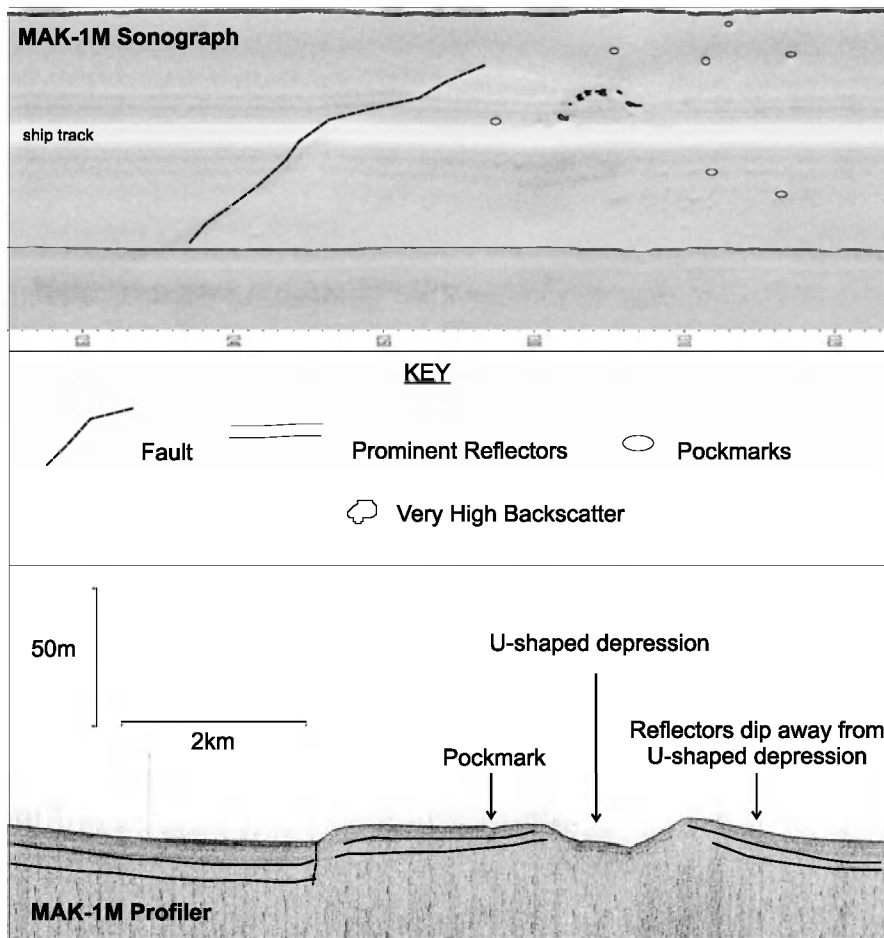 MAK-1M Sonograph
ship track
KEY
Fault
Prominent Reflectors
Pockmarks
Very High Backscatter
50m
2km
U-shaped depression
Pockmark
Reflectors dip away from
U-shaped depression
MAK-1M Profiler